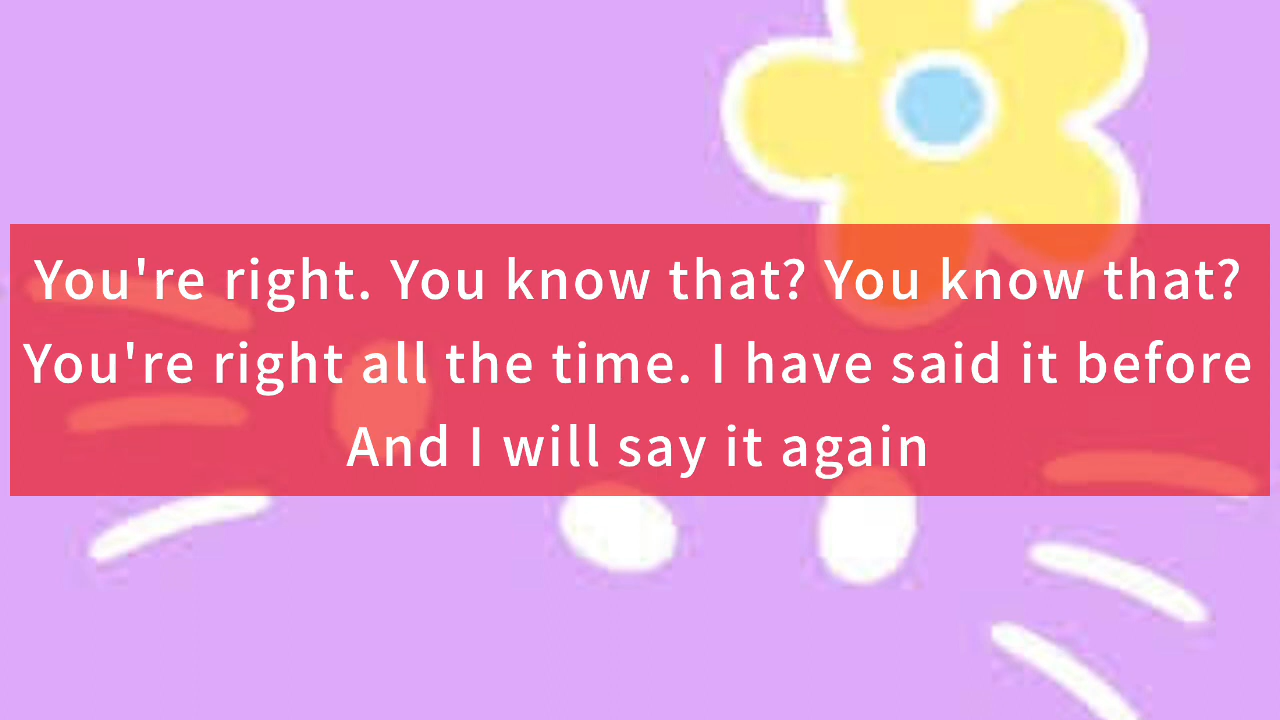 You're right. You know that? You know that?
You're right all the time. I have said it before
And I will say it again